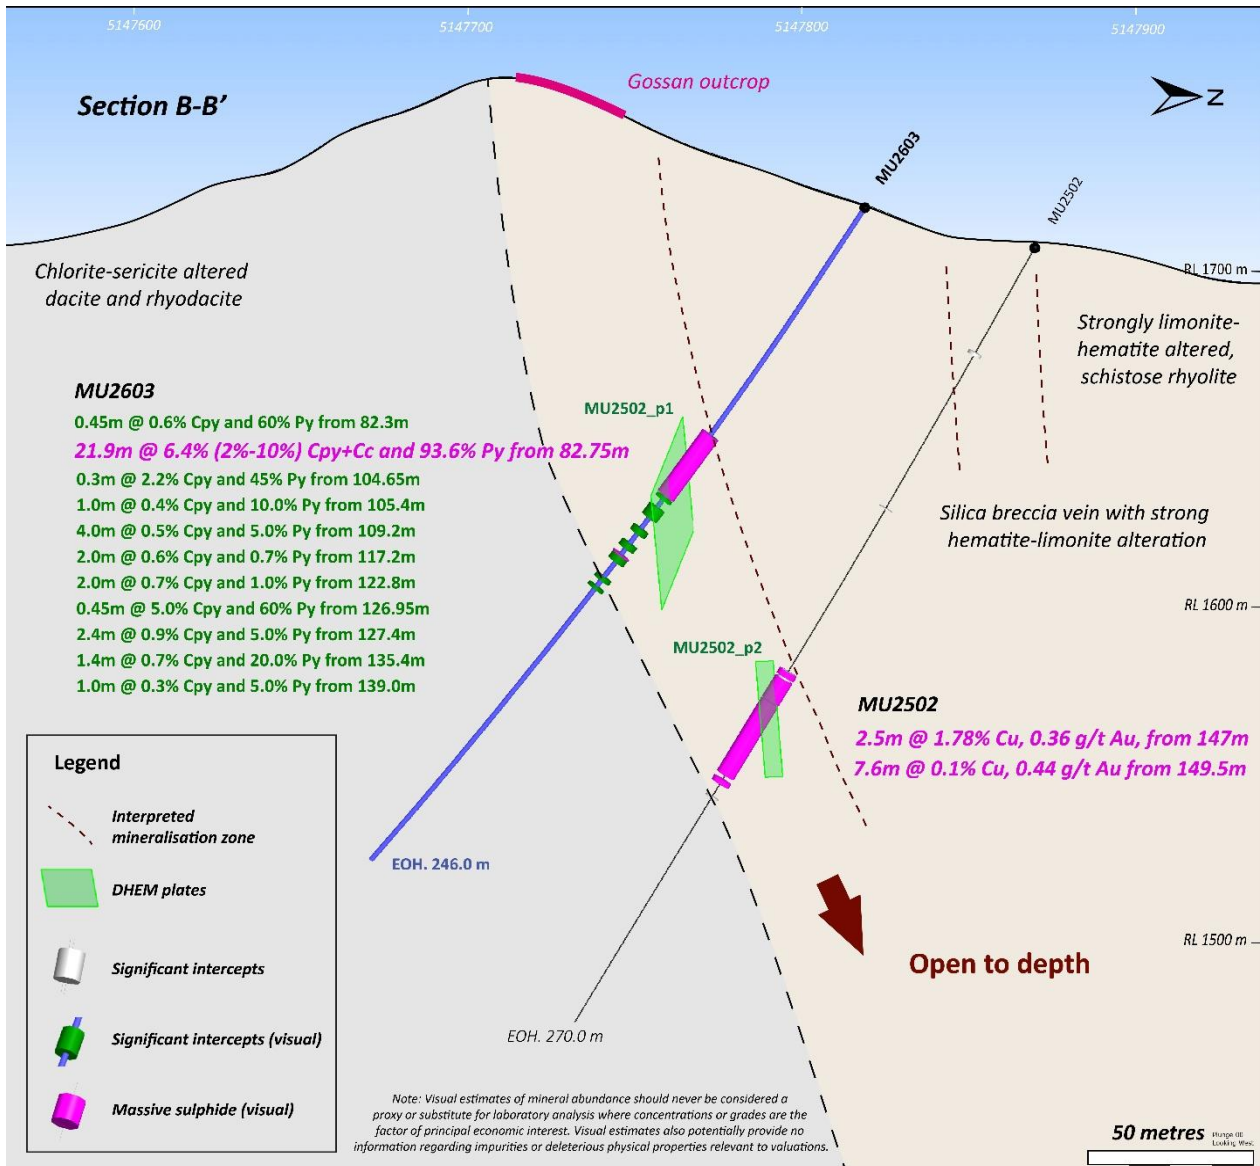 5147600
5147700
5147800
5147900
Section B-B’
Gossan outcrop
N
MU2603
MU2502
RL 1700 m
Chlorite-sericite altered
dacite and rhyodacite
Strongly limonite-
hematite altered,
schistose rhyolite
MU2603
0.45m @ 0.6% Cpy and 60% Py from 82.3m
21.9m @ 6.4% (2%-10%) Cpy+Cc and 93.6% Py from 82.75m
0.3m @ 2.2% Cpy and 45% Py from 104.65m
1.0m @ 0.4% Cpy and 10.0% Py from 105.4m
4.0m @ 0.5% Cpy and 5.0% Py from 109.2m
2.0m @ 0.6% Cpy and 0.7% Py from 117.2m
2.0m @ 0.7% Cpy and 1.0% Py from 122.8m
0.45m @ 5.0% Cpy and 60% Py from 126.95m
2.4m @ 0.9% Cpy and 5.0% Py from 127.4m
1.4m @ 0.7% Cpy and 20.0% Py from 135.4m
1.0m @ 0.3% Cpy and 5.0% Py from 139.0m
MU2502_p1
Silica breccia vein with strong
hematite-limonite alteration
RL 1600 m
MU2502_p2
MU2502
2.5m @ 1.78% Cu, 0.36 g/t Au, from 147m
7.6m @ 0.1% Cu, 0.44 g/t Au from 149.5m
Legend
Interpreted
mineralisation zone
DHEM plates
Significant intercepts
Significant intercepts (visual)
Massive sulphide (visual)
EOH. 246.0 m
RL 1500 m
Open to depth
EOH. 270.0 m
Note: Visual estimates of mineral abundance should never be considered a
proxy or substitute for laboratory analysis where concentrations or grades are the
factor of principal economic interest. Visual estimates also potentially provide no
information regarding impurities or deleterious physical properties relevant to valuations.
50 metres
Plunge 00
Looking West